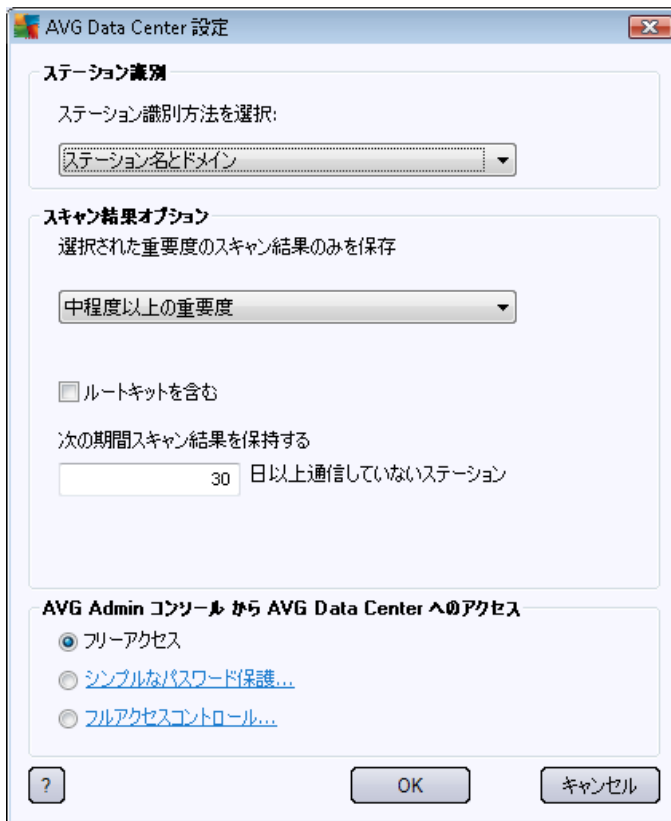 AVG Data Center 設定
ステーション識別
ステーション識別方法を選択:
ステーション名とドメイン
スキャン結果オプション
選択された重要度のスキャン結果のみを保存
中程度以上の重要度
ルートキットを含む
次の期間スキャン結果を保持する
30 日以上通信していないステーション
AVG Admin コンソール から AVG Data Center へのアクセス
フリーアクセス
シンプルなパスワード保護...
フルアクセスコントロール...
? OK キャンセル